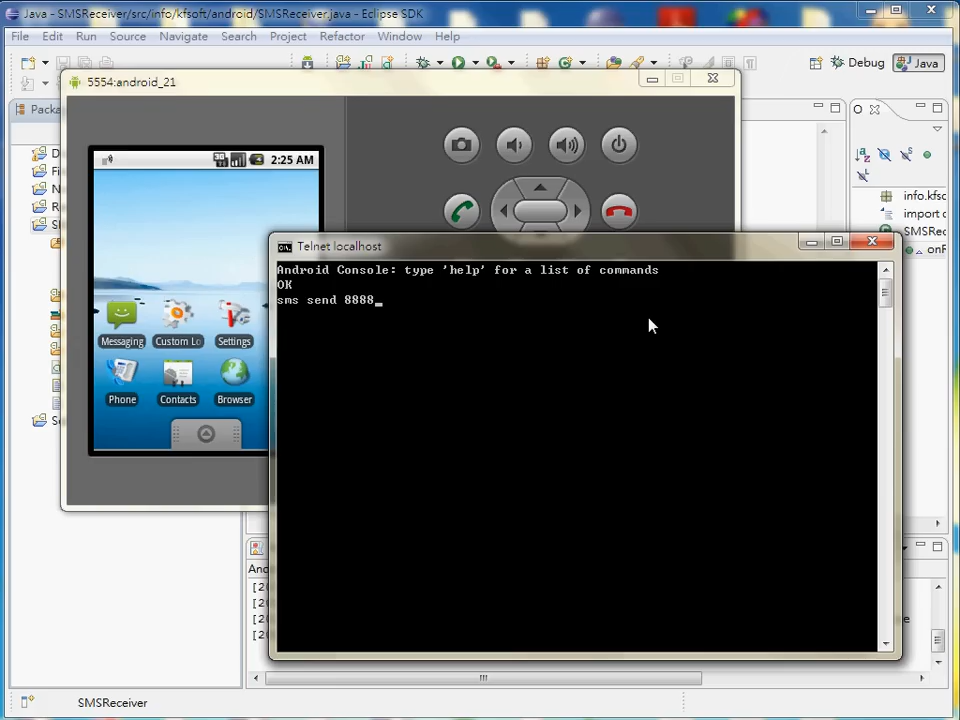 Java - SMSReceiver/src/info/kfsoft/android/SMSReceiver.java - Eclipse SDK
File Edit Run Source Navigate Search Project Refactor Window Help
Debug Java
5554:android_21
2:25 AM
Telnet localhost
Android Console: type 'help' for a list of commands
OK
sms send 8888_
Messaging Custom Lo Settings
Phone Contacts Browser
info.kfso
import c
SMSRec
onR
SMSReceiver